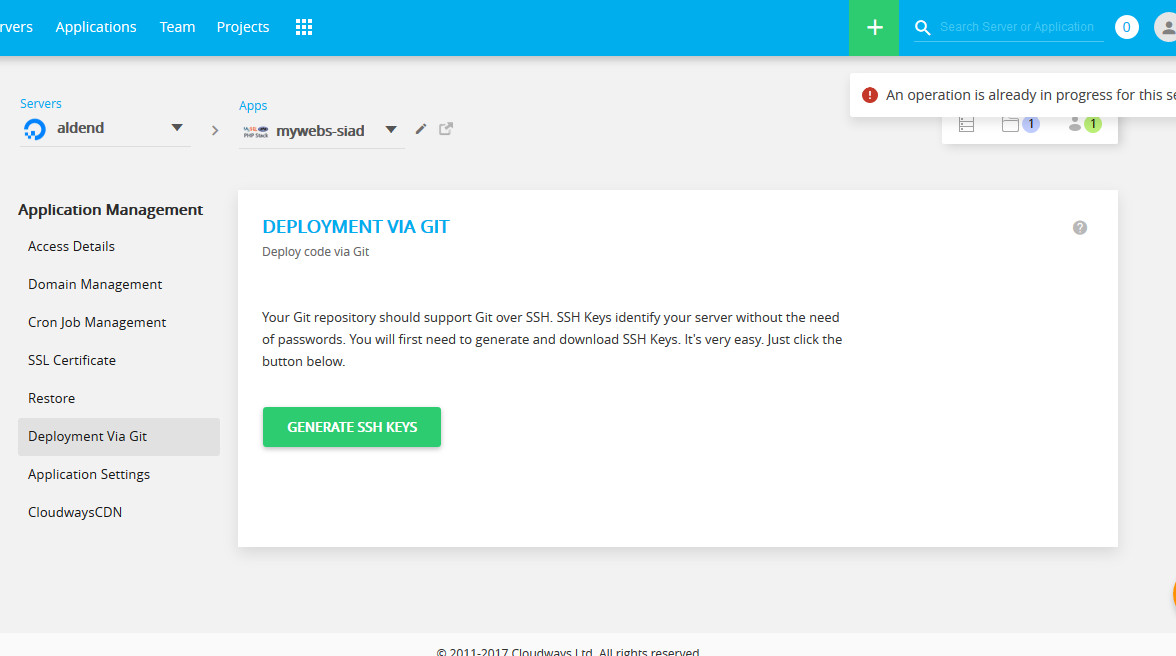 rvers Applications Team Projects + Search Server or Application 0
An operation is already in progress for this se
Servers
aldend
Apps
mywebs-siad
1 1
Application Management
Access Details
Domain Management
Cron Job Management
SSL Certificate
Restore
Deployment Via Git
Application Settings
CloudwaysCDN
DEPLOYMENT VIA GIT
?
Deploy code via Git
Your Git repository should support Git over SSH. SSH Keys identify your server without the need
of passwords. You will first need to generate and download SSH Keys. It's very easy. Just click the
button below.
GENERATE SSH KEYS
© 2011-2017 Cloudways Ltd. All rights reserved